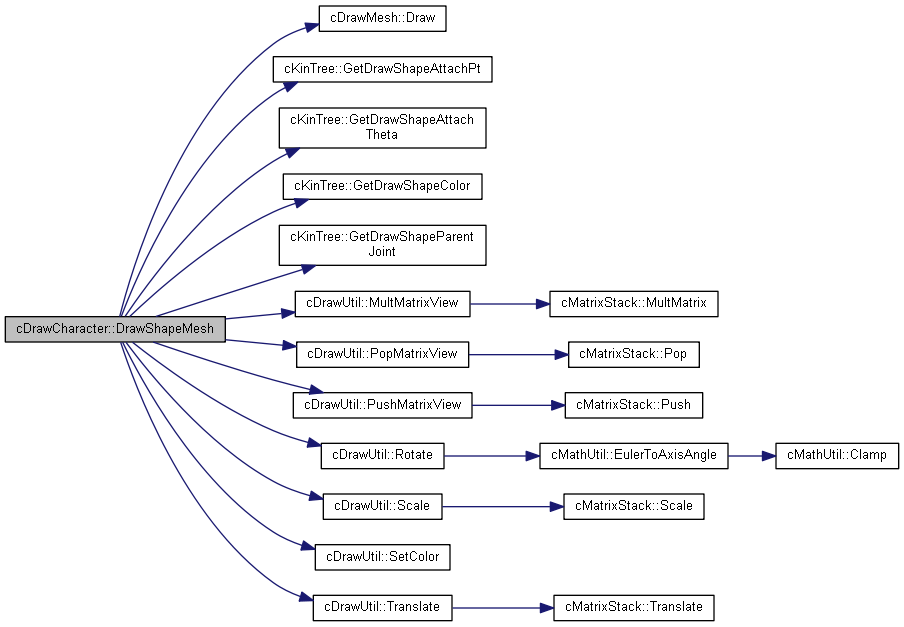 cDrawMesh::Draw
cKinTree::GetDrawShapeAttachPt
cKinTree::GetDrawShapeAttach
Theta
cKinTree::GetDrawShapeColor
cKinTree::GetDrawShapeParent
Joint
cDrawUtil::MultMatrixView
cMatrixStack::MultMatrix
cDrawCharacter::DrawShapeMesh
cDrawUtil::PopMatrixView
cMatrixStack::Pop
cDrawUtil::PushMatrixView
cMatrixStack::Push
cDrawUtil::Rotate
cMathUtil::EulerToAxisAngle
cMathUtil::Clamp
cDrawUtil::Scale
cMatrixStack::Scale
cDrawUtil::SetColor
cDrawUtil::Translate
cMatrixStack::Translate